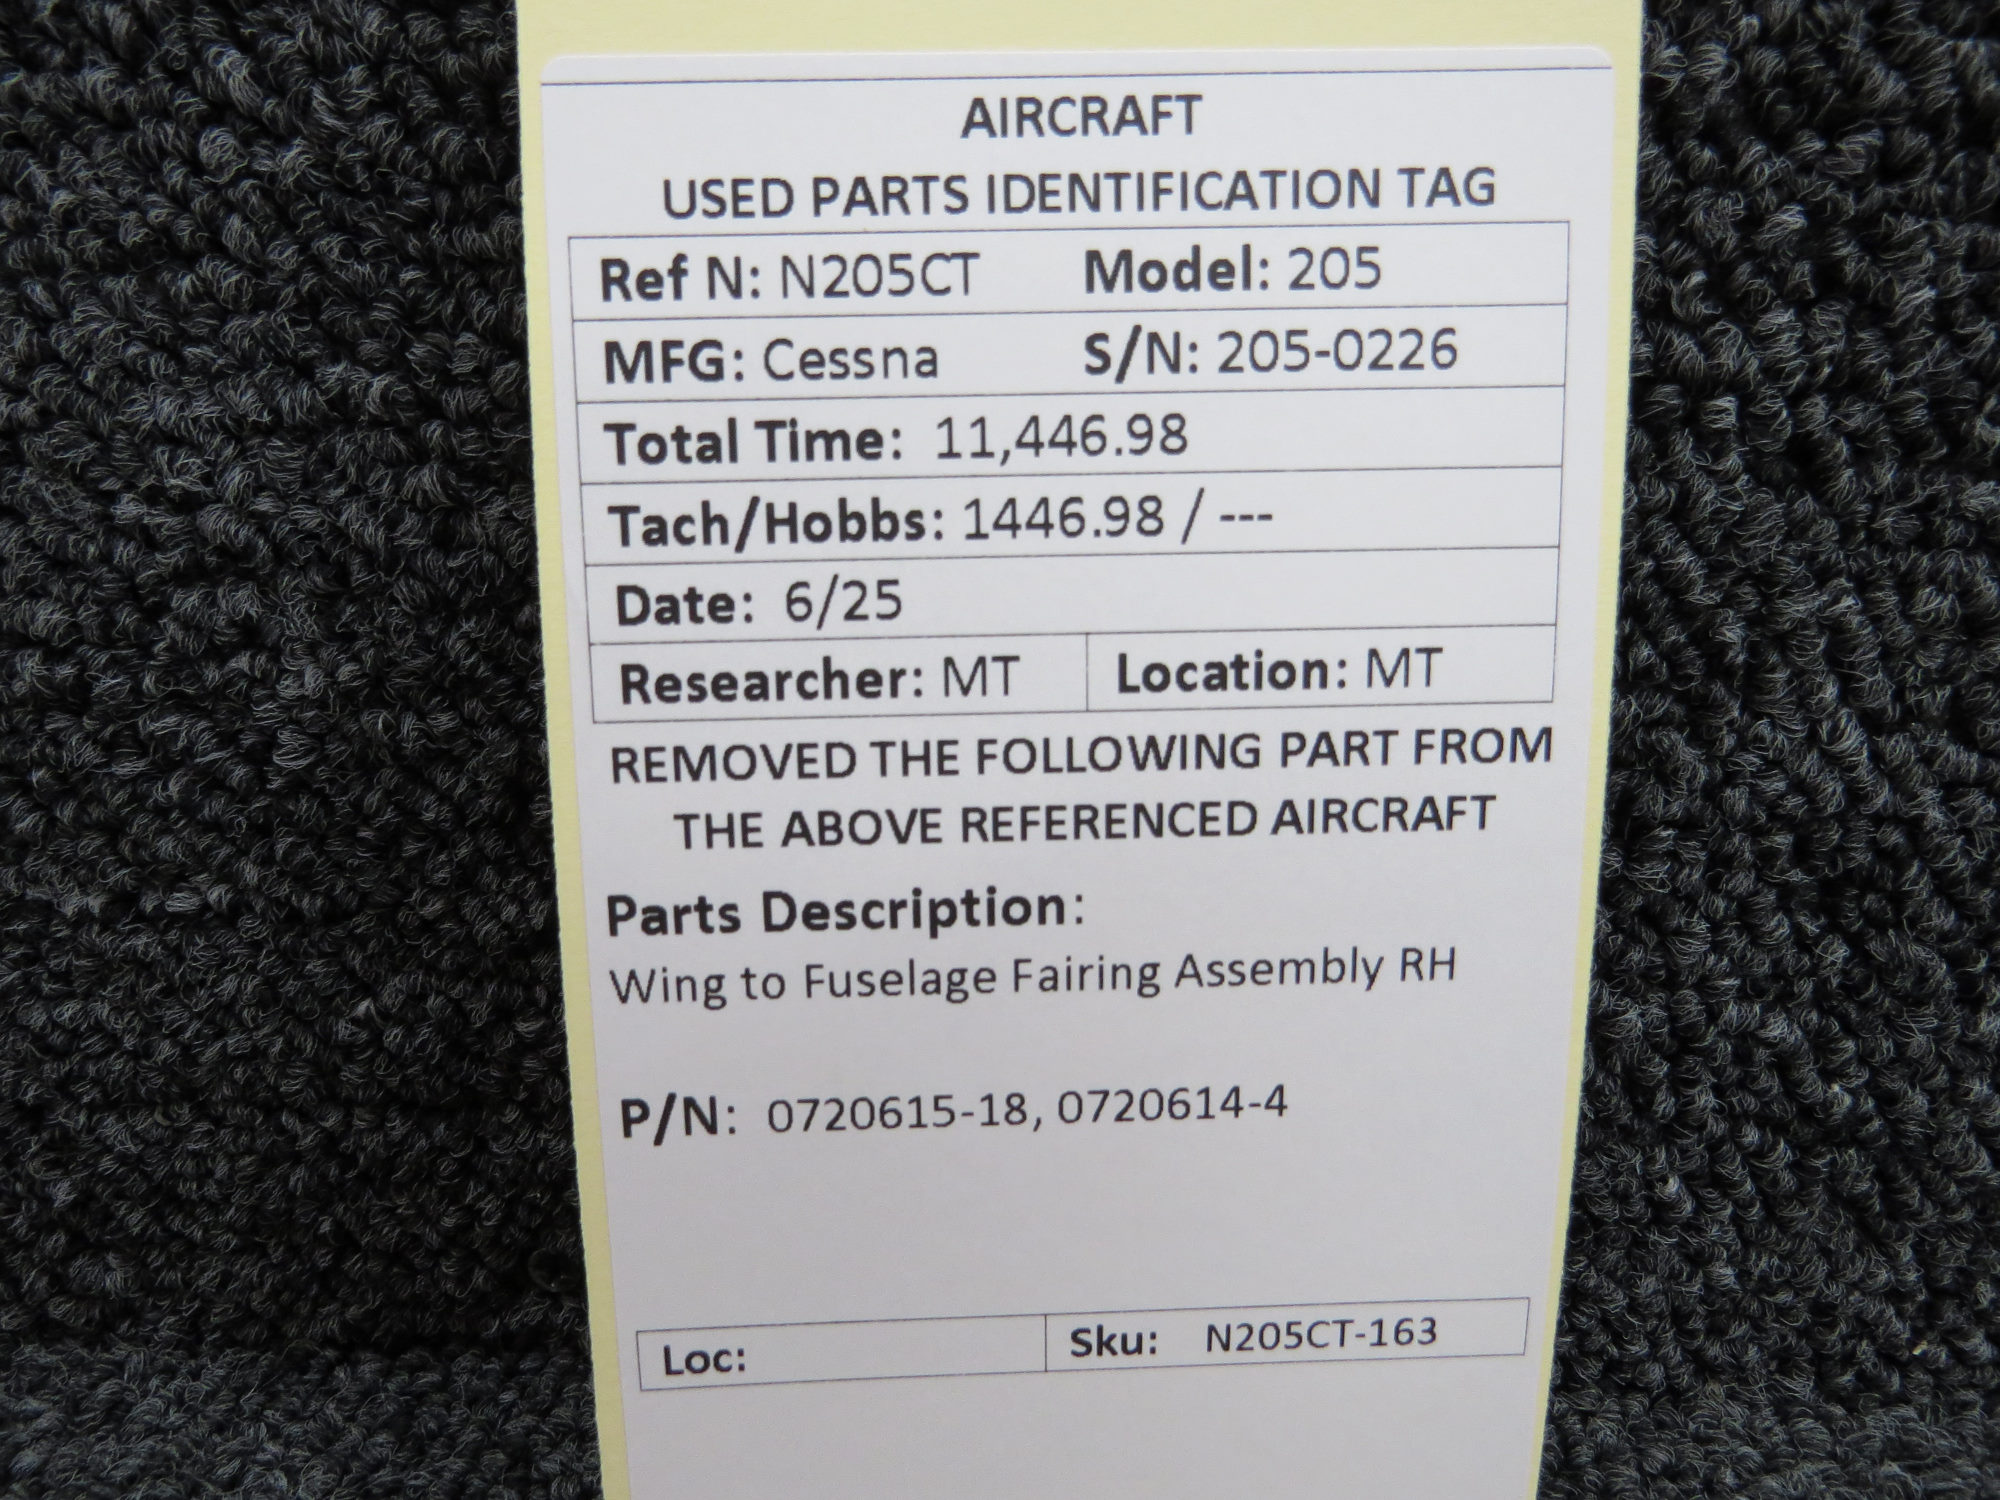 AIRCRAFT
USED PARTS IDENTIFICATION TAG
Ref N: N205CT Model: 205
MFG: Cessna S/N: 205-0226
Total Time: 11,446.98
Tach/Hobbs: 1446.98 / ---
Date: 6/25
Researcher: MT Location: MT
REMOVED THE FOLLOWING PART FROM
THE ABOVE REFERENCED AIRCRAFT
Parts Description:
Wing to Fuselage Fairing Assembly RH
P/N: 0720615-18, 0720614-4
Loc: Sku: N205CT-163